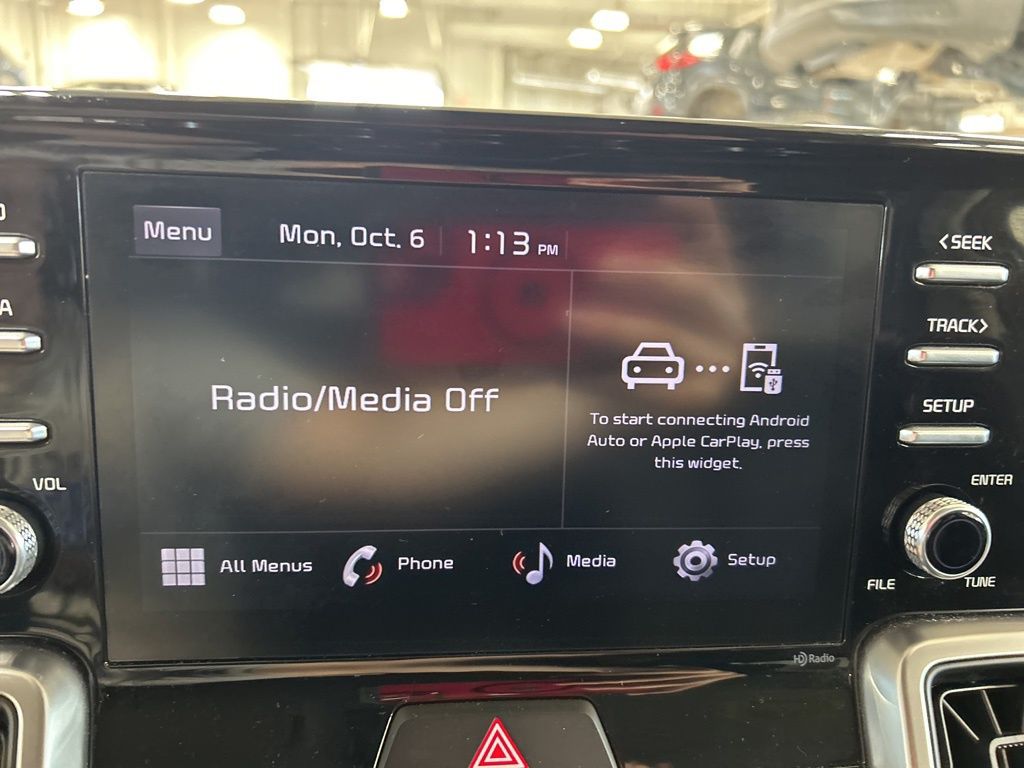 Menu
Mon, Oct. 6
1:13 PM
Radio/Media Off
To start connecting Android
Auto or Apple CarPlay, press
this widget.
All Menus
Phone
Media
Setup
VOL
<SEEK
TRACK>
SETUP
ENTER
FILE
TUNE
HD Radio